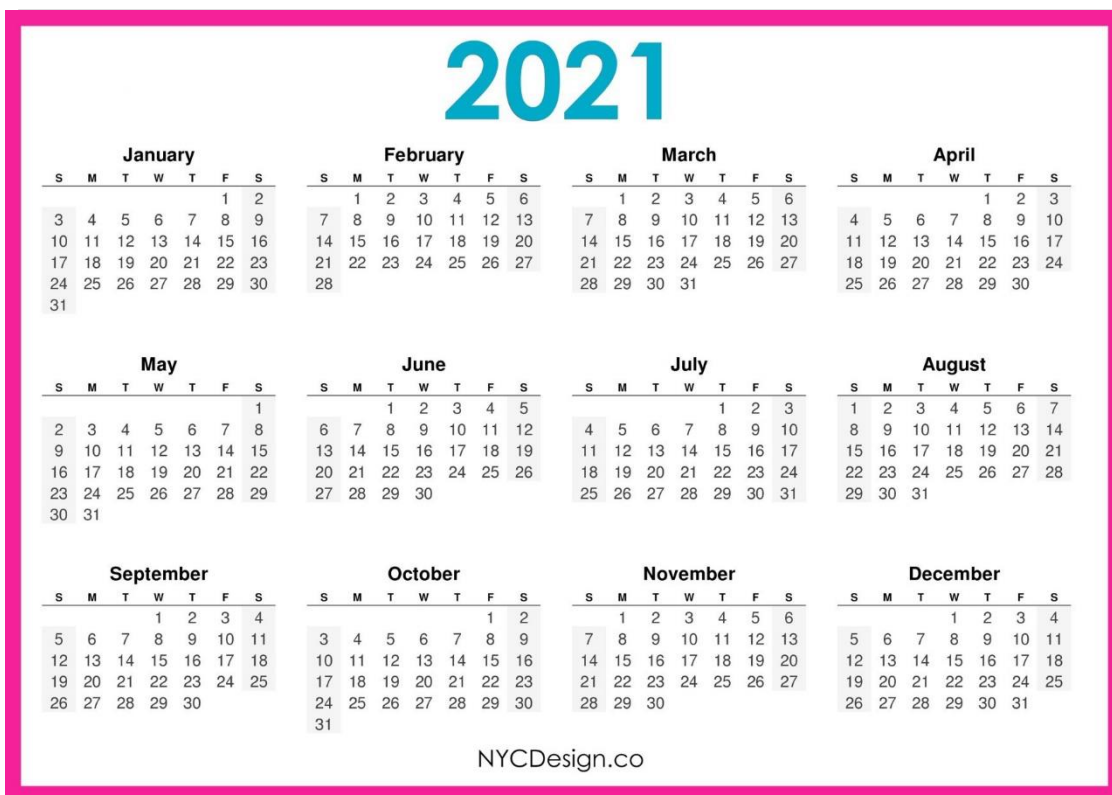 2021
January February March April
S M T W T F S S M T W T F S S M T W T F S S M T W T F S
1 2 1 2 3 4 5 6 1 2 3 4 5 6 1 2 3
3 4 5 6 7 8 9 7 8 9 10 11 12 13 7 8 9 10 11 12 13 4 5 6 7 8 9 10
10 11 12 13 14 15 16 14 15 16 17 18 19 20 14 15 16 17 18 19 20 11 12 13 14 15 16 17
17 18 19 20 21 22 23 21 22 23 24 25 26 27 21 22 23 24 25 26 27 18 19 20 21 22 23 24
24 25 26 27 28 29 30 28 28 29 30 31 25 26 27 28 29 30
31
May June July August
S M T W T F S S M T W T F S S M T W T F S S M T W T F S
1 1 2 3 4 5 1 2 3 1 2 3 4 5 6 7
2 3 4 5 6 7 8 6 7 8 9 10 11 12 4 5 6 7 8 9 10 8 9 10 11 12 13 14
9 10 11 12 13 14 15 13 14 15 16 17 18 19 11 12 13 14 15 16 17 15 16 17 18 19 20 21
16 17 18 19 20 21 22 20 21 22 23 24 25 26 18 19 20 21 22 23 24 22 23 24 25 26 27 28
23 24 25 26 27 28 29 27 28 29 30 25 26 27 28 29 30 31 29 30 31
30 31
September October November December
S M T W T F S S M T W T F S S M T W T F S S M T W T F S
1 2 3 4 1 2 1 2 3 4 5 6 1 2 3 4
5 6 7 8 9 10 11 3 4 5 6 7 8 9 7 8 9 10 11 12 13 5 6 7 8 9 10 11
12 13 14 15 16 17 18 10 11 12 13 14 15 16 14 15 16 17 18 19 20 12 13 14 15 16 17 18
19 20 21 22 23 24 25 17 18 19 20 21 22 23 21 22 23 24 25 26 27 19 20 21 22 23 24 25
26 27 28 29 30 24 25 26 27 28 29 30 28 29 30 26 27 28 29 30 31
31
NYCDesign.co